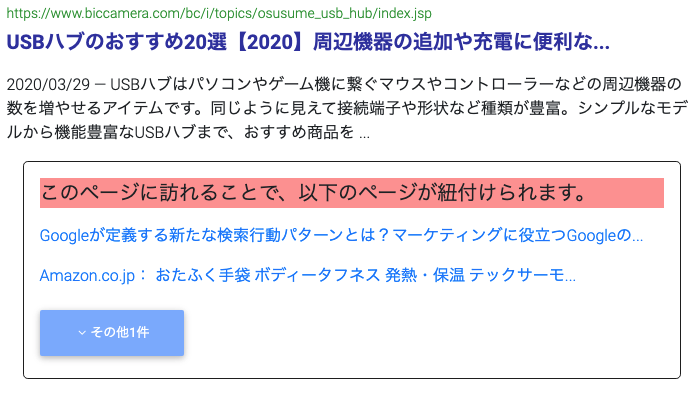 https://www.biccamera.com/bc/i/topics/osusume_usb_hub/index.jsp
USBハブのおすすめ20選【2020】周辺機器の追加や充電に便利な...
2020/03/29 — USBハブはパソコンやゲーム機に繋ぐマウスやコントローラーなどの周辺機器の
数を増やせるアイテムです。同じように見えて接続端子や形状など種類が豊富。シンプルなモデ
ルから機能豊富なUSBハブまで、おすすめ商品を ...
このページに訪れることで、以下のページが紐付けられます。
Googleが定義する新たな検索行動パターンとは？マーケティングに役立つGoogleの...
Amazon.co.jp： おたふく手袋 ボディータフネス 発熱・保温 テックサーモ...
その他1件